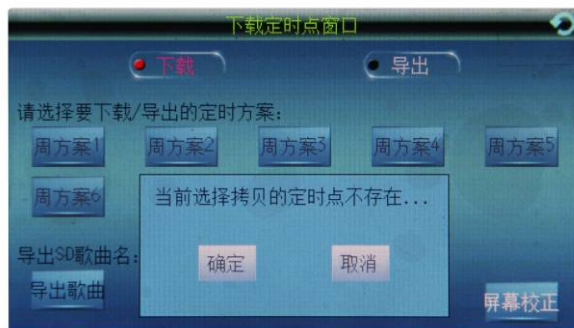 下载定时点窗口
下载 导出
请选择要下载/导出的定时方案:
周方案1 周方案2 周方案3 周方案4 周方案5
周方案6
当前选择拷贝的定时点不存在...
导出SD歌曲名:
确定 取消
导出歌曲
屏幕校正